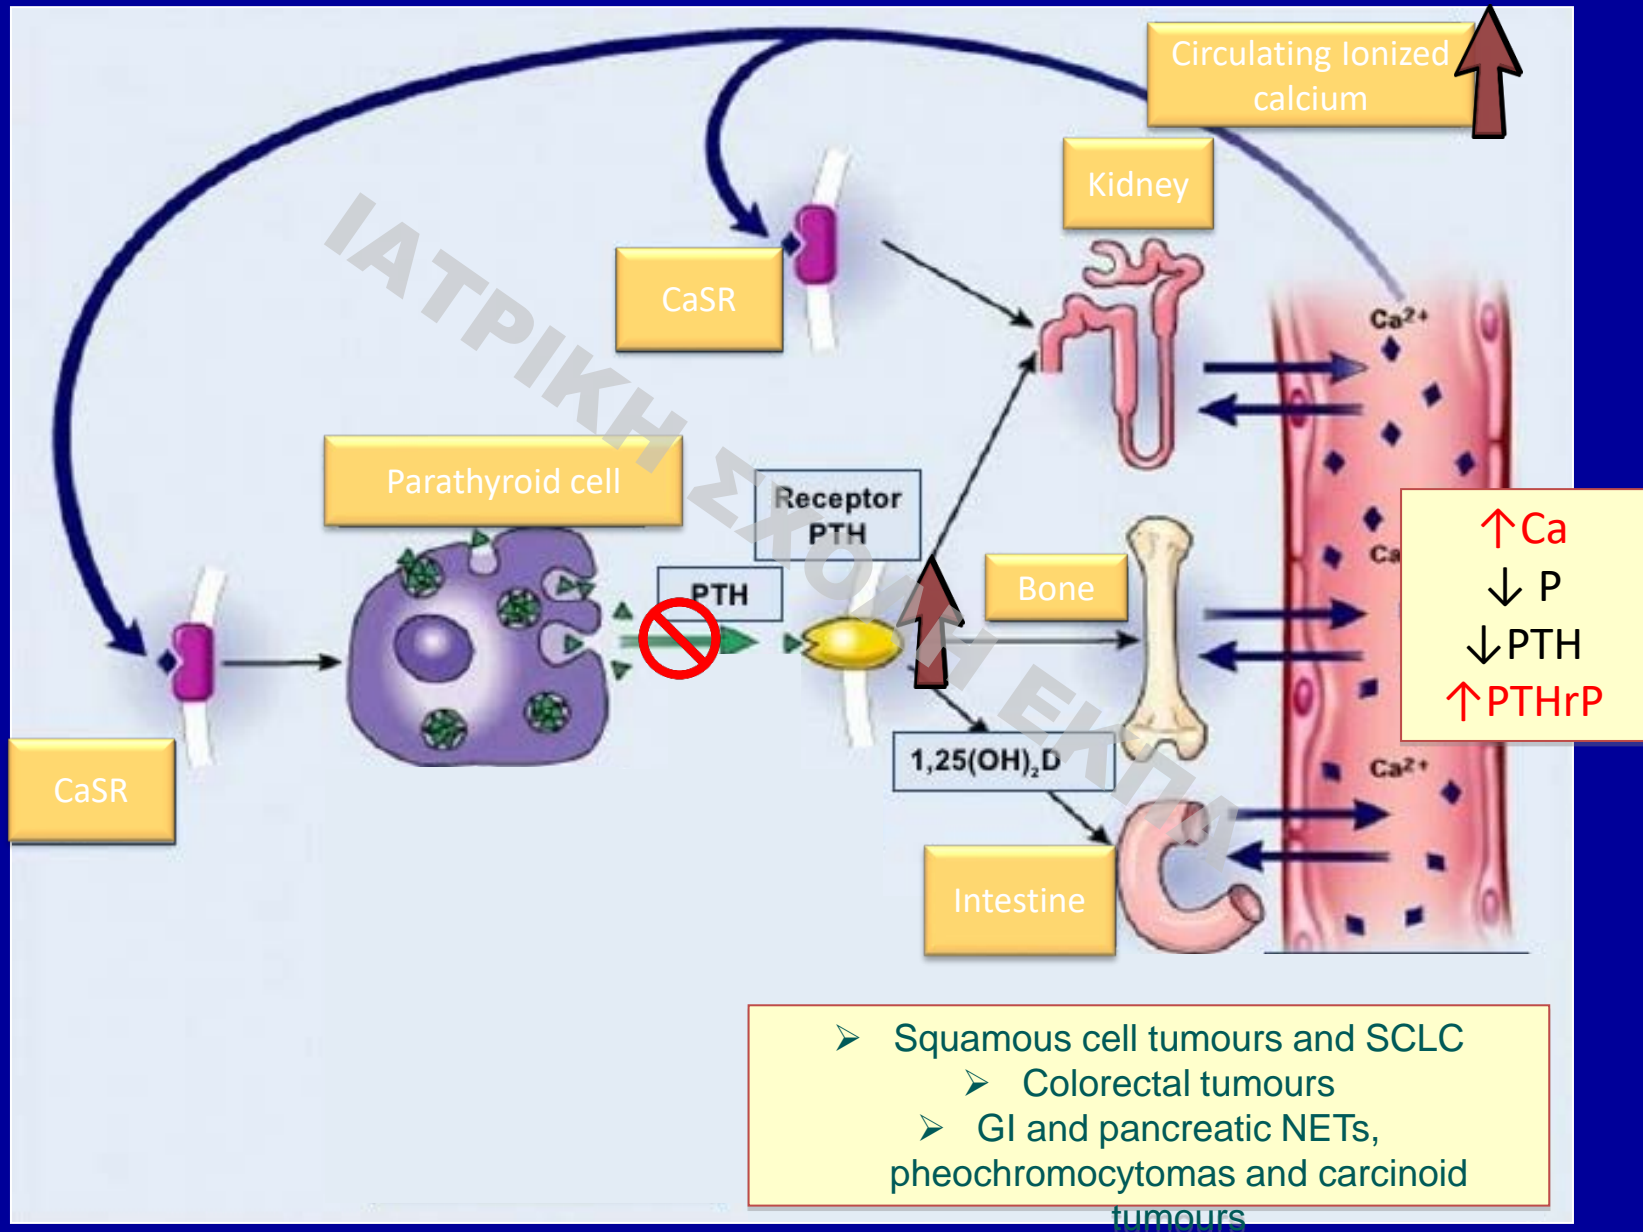 Circulating Ionized
calcium
Kidney
CaSR
Ca²⁺
Parathyroid cell
Receptor
PTH
PTH
Bone
↑Ca
↓ P
↓PTH
↑PTHrP
Ca
1,25(OH)₂D
Ca²⁺
CaSR
Intestine
ΙΑΤΡΙΚΗ ΣΧΟΛΗ ΕΚΠΑ
➢ Squamous cell tumours and SCLC
➢ Colorectal tumours
➢ GI and pancreatic NETs,
pheochromocytomas and carcinoid
tumours